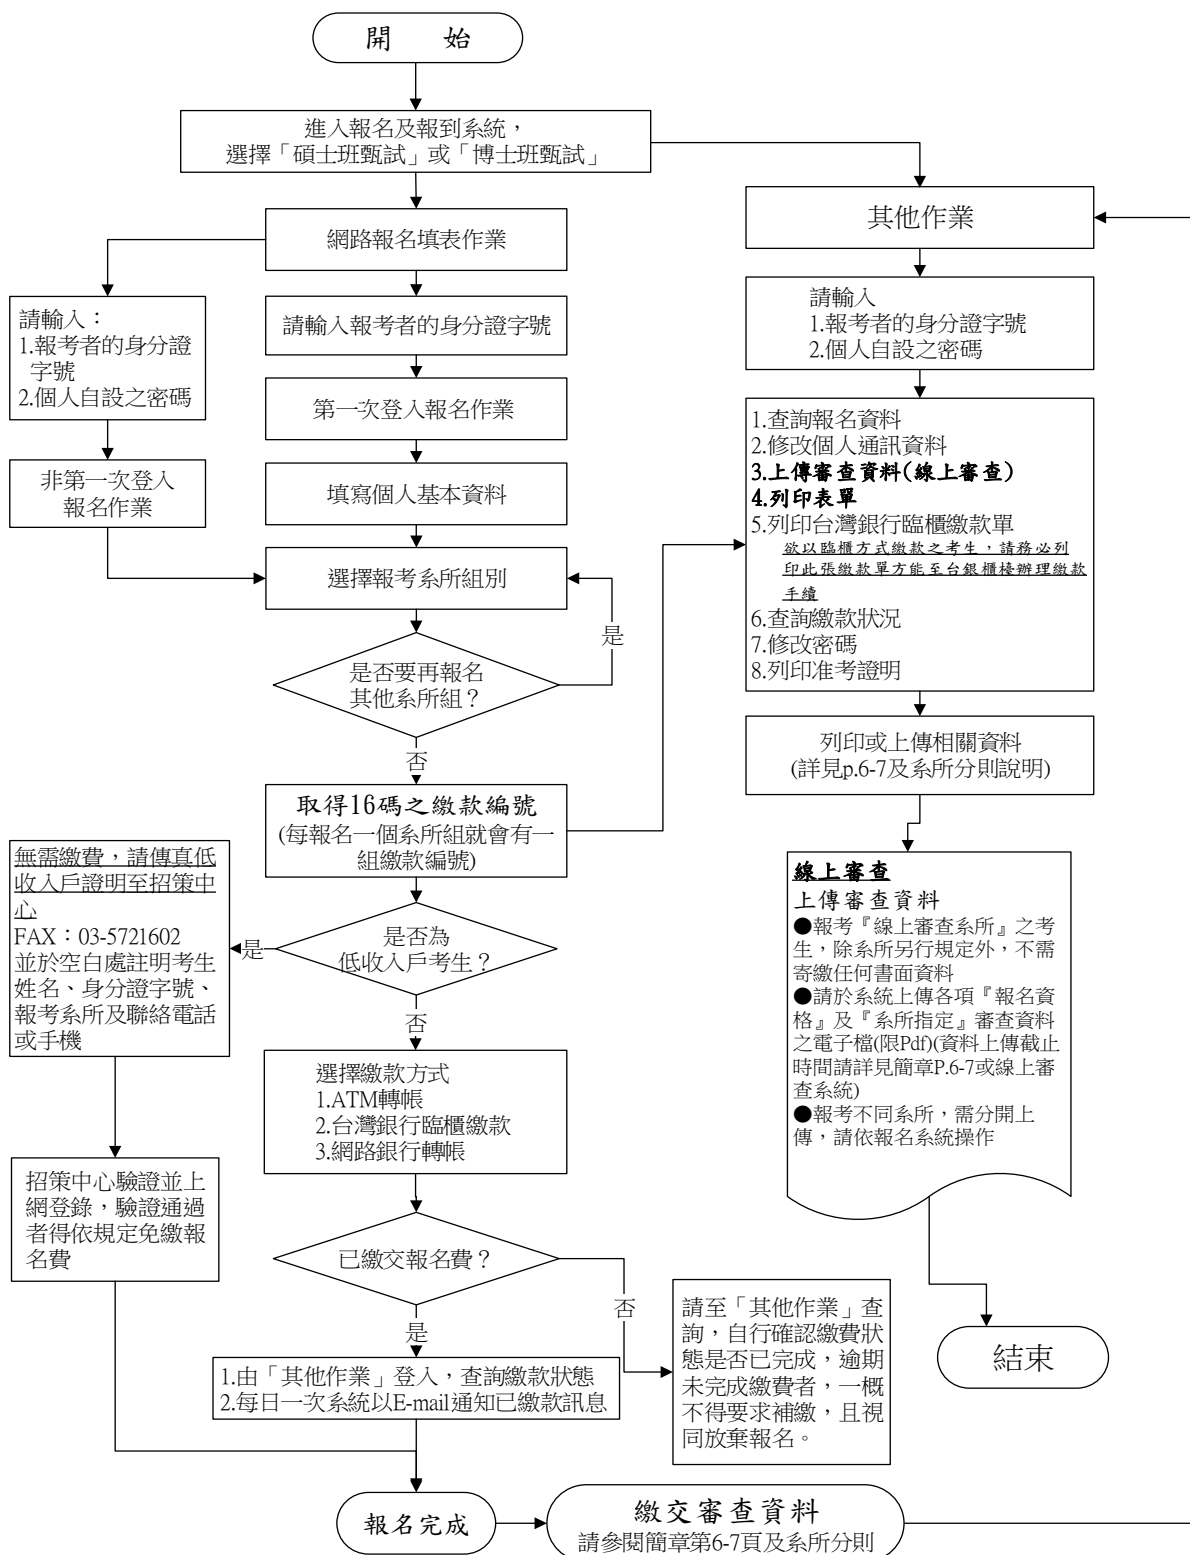 開　始
進入報名及報到系統，
選擇「碩士班甄試」或「博士班甄試」
網路報名填表作業
請輸入：
1.報考者的身分證
字號
2.個人自設之密碼
非第一次登入
報名作業
請輸入報考者的身分證字號
第一次登入報名作業
填寫個人基本資料
選擇報考系所組別
是否要再報名
其他系所組？
是
否
取得16碼之繳款編號
(每報名一個系所組就會有一
組繳款編號)
是否為
低收入戶考生？
是
否
無需繳費，請傳真低
收入戶證明至招策中
心
FAX：03-5721602
並於空白處註明考生
姓名、身分證字號、
報考系所及聯絡電話
或手機
招策中心驗證並上
網登錄，驗證通過
者得依規定免繳報
名費
選擇繳款方式
1.ATM轉帳
2.台灣銀行臨櫃繳款
3.網路銀行轉帳
已繳交報名費？
是
否
1.由「其他作業」登入，查詢繳款狀態
2.每日一次系統以E-mail通知已繳款訊息
請至「其他作業」查
詢，自行確認繳費狀
態是否已完成，逾期
未完成繳費者，一概
不得要求補繳，且視
同放棄報名。
報名完成
繳交審查資料
請參閱簡章第6-7頁及系所分則
其他作業
請輸入
1.報考者的身分證字號
2.個人自設之密碼
1.查詢報名資料
2.修改個人通訊資料
3.上傳審查資料(線上審查)
4.列印表單
5.列印台灣銀行臨櫃繳款單
欲以臨櫃方式繳款之考生，請務必列
印此張繳款單方能至台銀櫃檯辦理繳款
手續
6.查詢繳款狀況
7.修改密碼
8.列印准考證明
列印或上傳相關資料
(詳見p.6-7及系所分則說明)
線上審查
上傳審查資料
●報考『線上審查系所』之考
生，除系所另行規定外，不需
寄繳任何書面資料
●請於系統上傳各項『報名資
格』及『系所指定』審查資料
之電子檔(限Pdf)(資料上傳截止
時間請詳見簡章P.6-7或線上審
查系統)
●報考不同系所，需分開上
傳，請依報名系統操作
結束